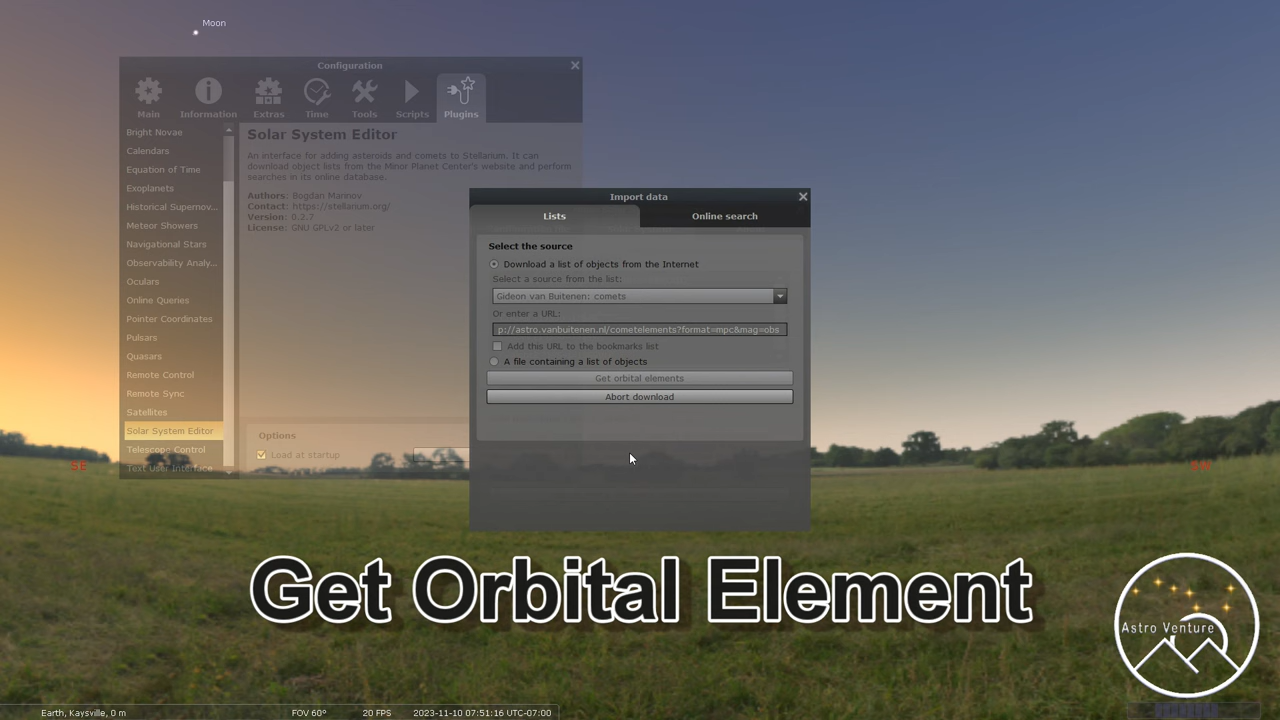 Moon
Configuration
Main
Information
Extras
Time
Tools
Scripts
Plugins
Bright Novae
Calendars
Equation of Time
Exoplanets
Historical Supernov...
Meteor Showers
Navigational Stars
Observability Analy...
Oculars
Online Queries
Pointer Coordinates
Pulsars
Quasars
Remote Control
Remote Sync
Satellites
Solar System Editor
Telescope Control
Text User Interface
Solar System Editor
An interface for adding asteroids and comets to Stellarium. It can
download object lists from the Minor Planet Center's website and perform
searches in its online database.
Authors: Bogdan Marinov
Contact: https://stellarium.org/
Version: 0.2.7
License: GNU GPLv2 or later
Options
Load at startup
Import data
Lists
Online search
Select the source
Download a list of objects from the Internet
Select a source from the list:
Gideon van Buitenen: comets
Or enter a URL:
p://astro.vanbuitenen.nl/cometelements?format=mpc&mag=obs
Add this URL to the bookmarks list
A file containing a list of objects
Get orbital elements
Abort download
SE
SW
Get Orbital Element
Astro Venture
Earth, Kaysville, 0 m
FOV 60°
20 FPS
2023-11-10 07:51:16 UTC-07:00